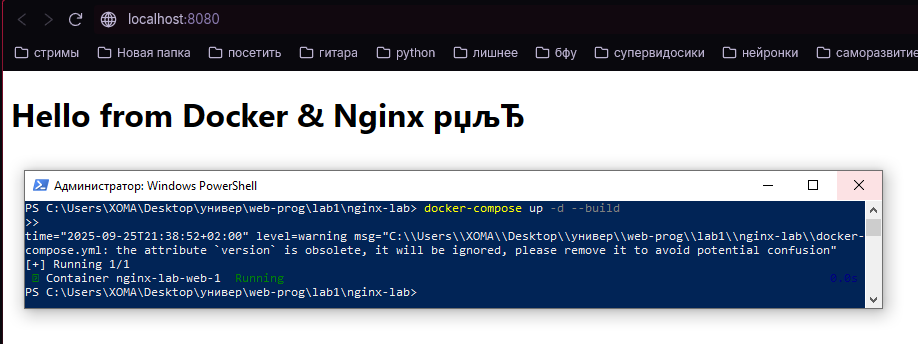 localhost:8080
стримы Новая папка посетить гитара python лишнее бфу супервидосики нейронки саморазвитие
Hello from Docker & Nginx рџљЂ
Администратор: Windows PowerShell
PS C:\Users\XOMA\Desktop\универ\web-prog\lab1\nginx-lab> docker-compose up -d --build
>>
time="2025-09-25T21:38:52+02:00" level=warning msg="C:\\Users\\XOMA\\Desktop\\универ\\web-prog\\lab1\\nginx-lab\\docker-
compose.yml: the attribute `version` is obsolete, it will be ignored, please remove it to avoid potential confusion"
[+] Running 1/1
Container nginx-lab-web-1 Running 0.0s
PS C:\Users\XOMA\Desktop\универ\web-prog\lab1\nginx-lab>